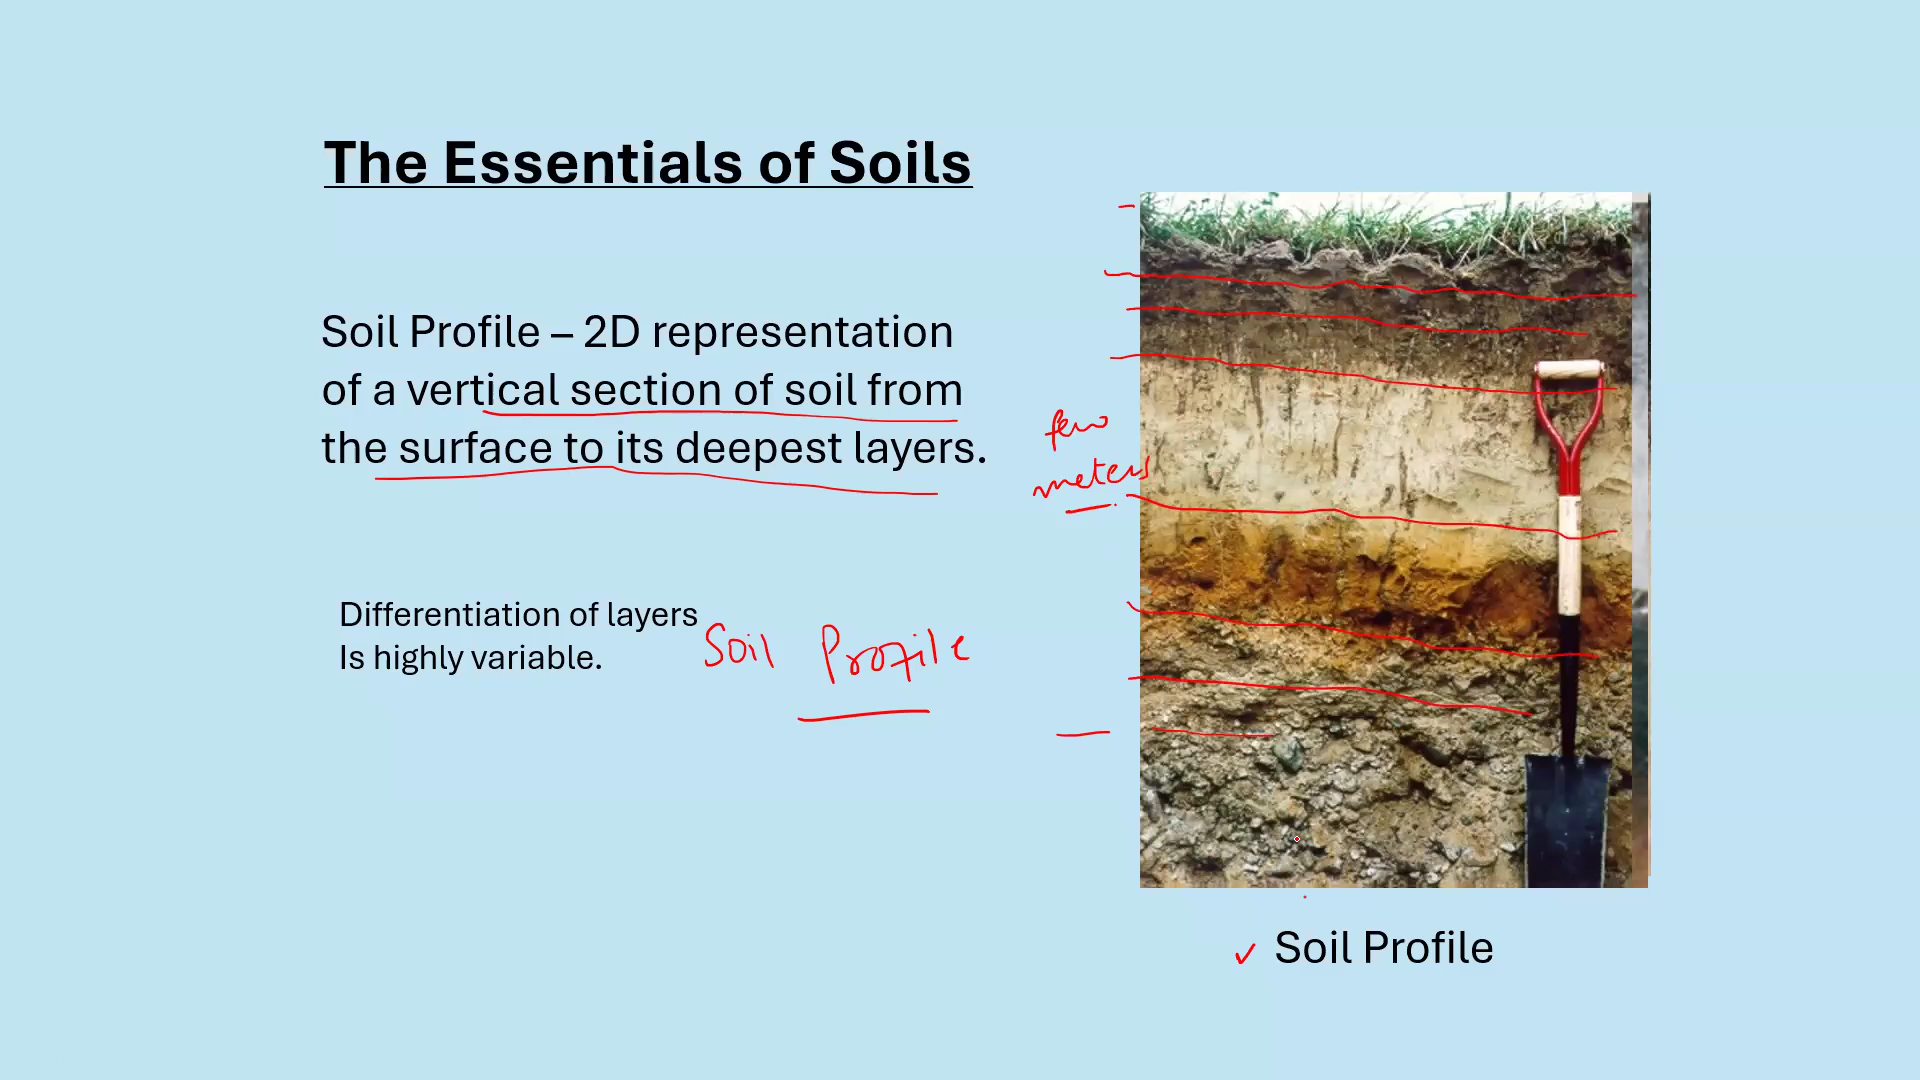 The Essentials of Soils
Soil Profile – 2D representation
of a vertical section of soil from
the surface to its deepest layers.
few
meters
Differentiation of layers
Is highly variable.
Soil Profile
Soil Profile